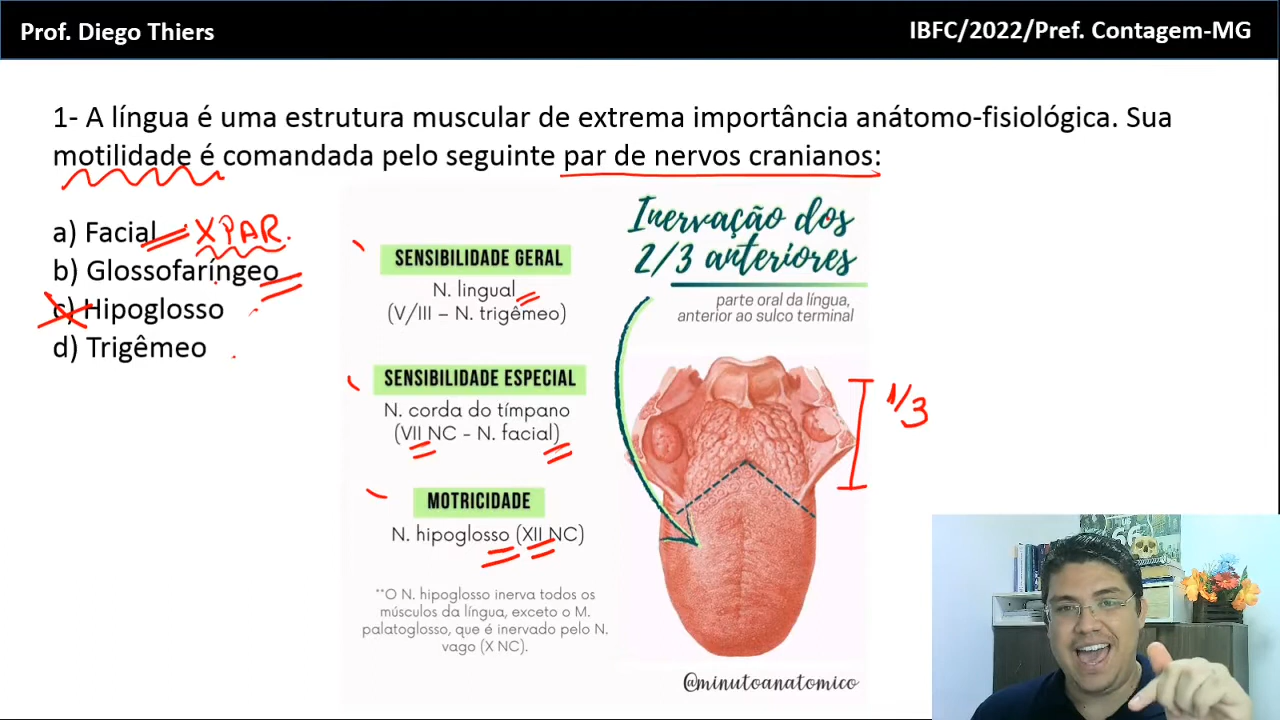 Prof. Diego Thiers
IBFC/2022/Pref. Contagem-MG
1- A língua é uma estrutura muscular de extrema importância anátomo-fisiológica. Sua
motilidade é comandada pelo seguinte par de nervos cranianos:
a) Facial X PAR.
b) Glossofaríngeo
c) Hipoglosso
d) Trigêmeo
SENSIBILIDADE GERAL
N. lingual
(V/III – N. trigêmeo)
SENSIBILIDADE ESPECIAL
N. corda do tímpano
(VII NC - N. facial)
MOTRICIDADE
N. hipoglosso (XII NC)
**O N. hipoglosso inerva todos os
músculos da língua, exceto o M.
palatoglosso, que é inervado pelo N.
vago (X NC).
Inervação dos
2/3 anteriores
parte oral da língua,
anterior ao sulco terminal
1/3
@minutoanatomico